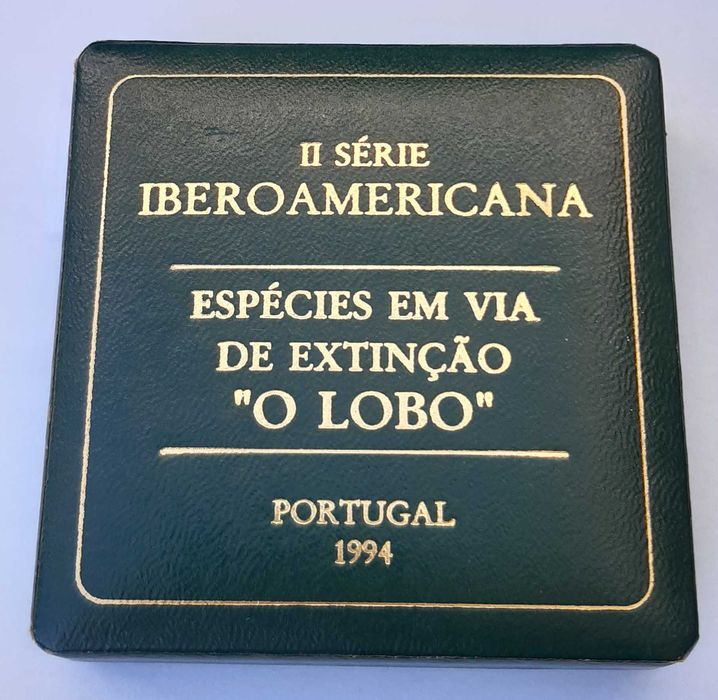 II SÉRIE
IBEROAMERICANA
ESPÉCIES EM VIA
DE EXTINÇÃO
"O LOBO"
PORTUGAL
1994